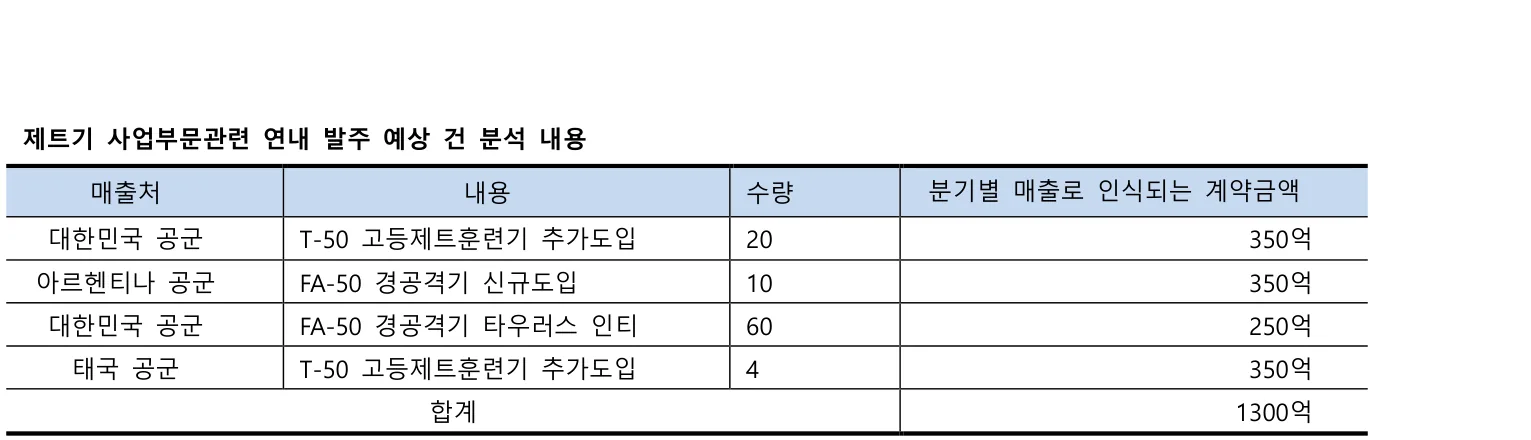 제트기 사업부문관련 연내 발주 예상 건 분석 내용
매출처 내용 수량 분기별 매출로 인식되는 계약금액
대한민국 공군 T-50 고등제트훈련기 추가도입 20 350억
아르헨티나 공군 FA-50 경공격기 신규도입 10 350억
대한민국 공군 FA-50 경공격기 타우러스 인티 60 250억
태국 공군 T-50 고등제트훈련기 추가도입 4 350억
합계 1300억